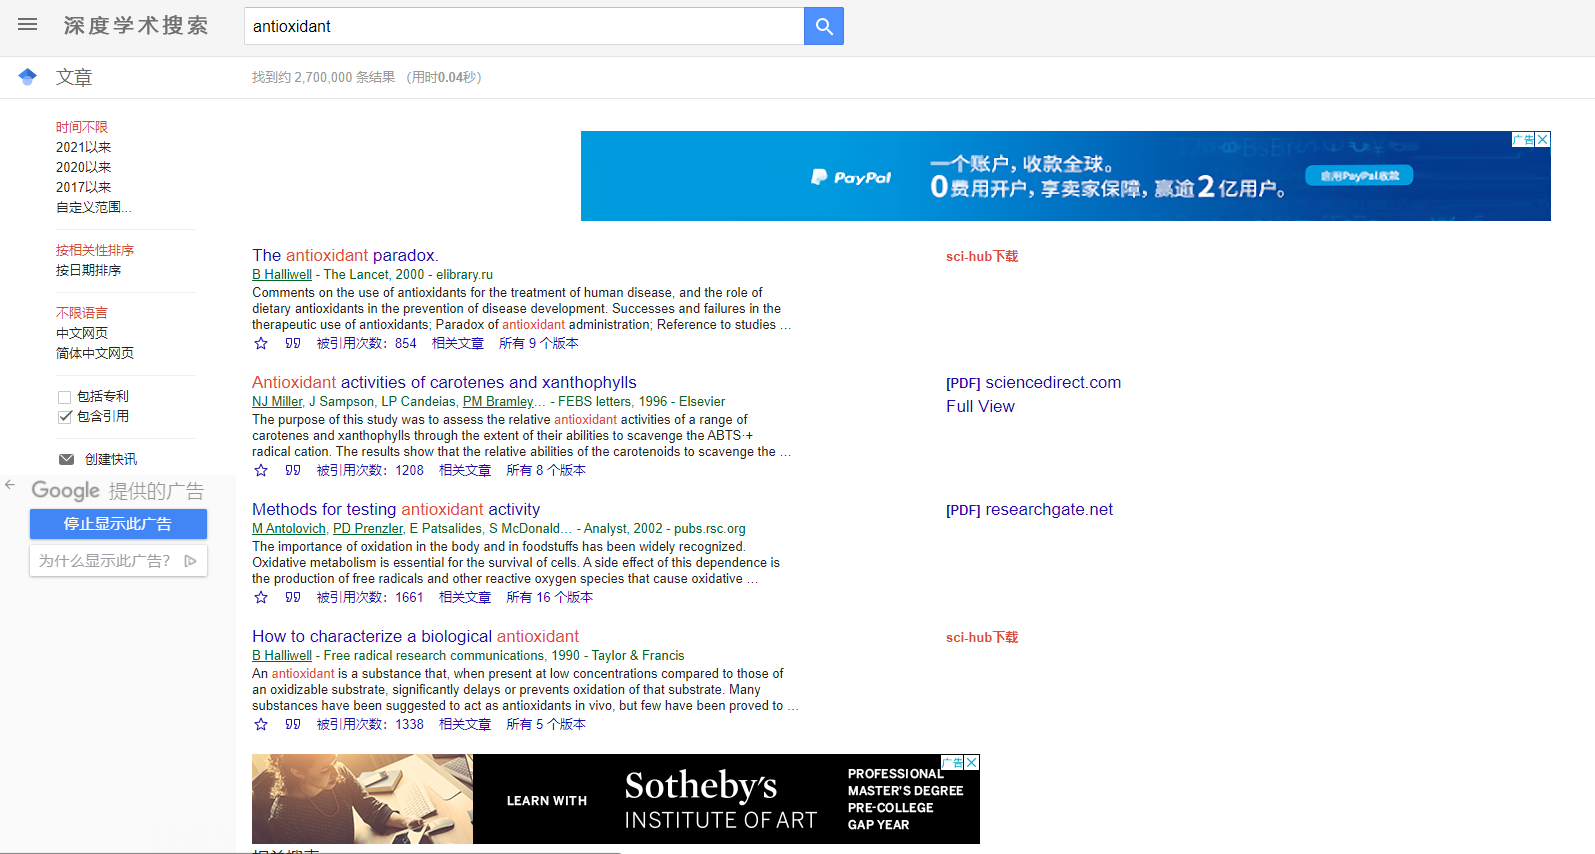 深度学术搜索
antioxidant
文章
找到约 2,700,000 条结果 (用时0.04秒)
时间不限
2021以来
2020以来
2017以来
自定义范围...
按相关性排序
按日期排序
不限语言
中文网页
简体中文网页
包括专利
包含引用
创建快讯
Google 提供的广告
停止显示此广告
为什么显示此广告?
广告
PayPal
一个账户，收款全球。
0费用开户，享卖家保障，赢逾2亿用户。
启用PayPal收款
The antioxidant paradox.
sci-hub下载
B Halliwell - The Lancet, 2000 - elibrary.ru
Comments on the use of antioxidants for the treatment of human disease, and the role of
dietary antioxidants in the prevention of disease development. Successes and failures in the
therapeutic use of antioxidants; Paradox of antioxidant administration; Reference to studies ...
被引用次数：854 相关文章 所有 9 个版本
Antioxidant activities of carotenes and xanthophylls
[PDF] sciencedirect.com
Full View
NJ Miller, J Sampson, LP Candeias, PM Bramley... - FEBS letters, 1996 - Elsevier
The purpose of this study was to assess the relative antioxidant activities of a range of
carotenes and xanthophylls through the extent of their abilities to scavenge the ABTS·+
radical cation. The results show that the relative abilities of the carotenoids to scavenge the ...
被引用次数：1208 相关文章 所有 8 个版本
Methods for testing antioxidant activity
[PDF] researchgate.net
M Antolovich, PD Prenzler, E Patsalides, S McDonald... - Analyst, 2002 - pubs.rsc.org
The importance of oxidation in the body and in foodstuffs has been widely recognized.
Oxidative metabolism is essential for the survival of cells. A side effect of this dependence is
the production of free radicals and other reactive oxygen species that cause oxidative ...
被引用次数：1661 相关文章 所有 16 个版本
How to characterize a biological antioxidant
sci-hub下载
B Halliwell - Free radical research communications, 1990 - Taylor & Francis
An antioxidant is a substance that, when present at low concentrations compared to those of
an oxidizable substrate, significantly delays or prevents oxidation of that substrate. Many
substances have been suggested to act as antioxidants in vivo, but few have been proved to ...
被引用次数：1338 相关文章 所有 5 个版本
广告
LEARN WITH
Sotheby's
INSTITUTE OF ART
PROFESSIONAL
MASTER'S DEGREE
PRE-COLLEGE
GAP YEAR